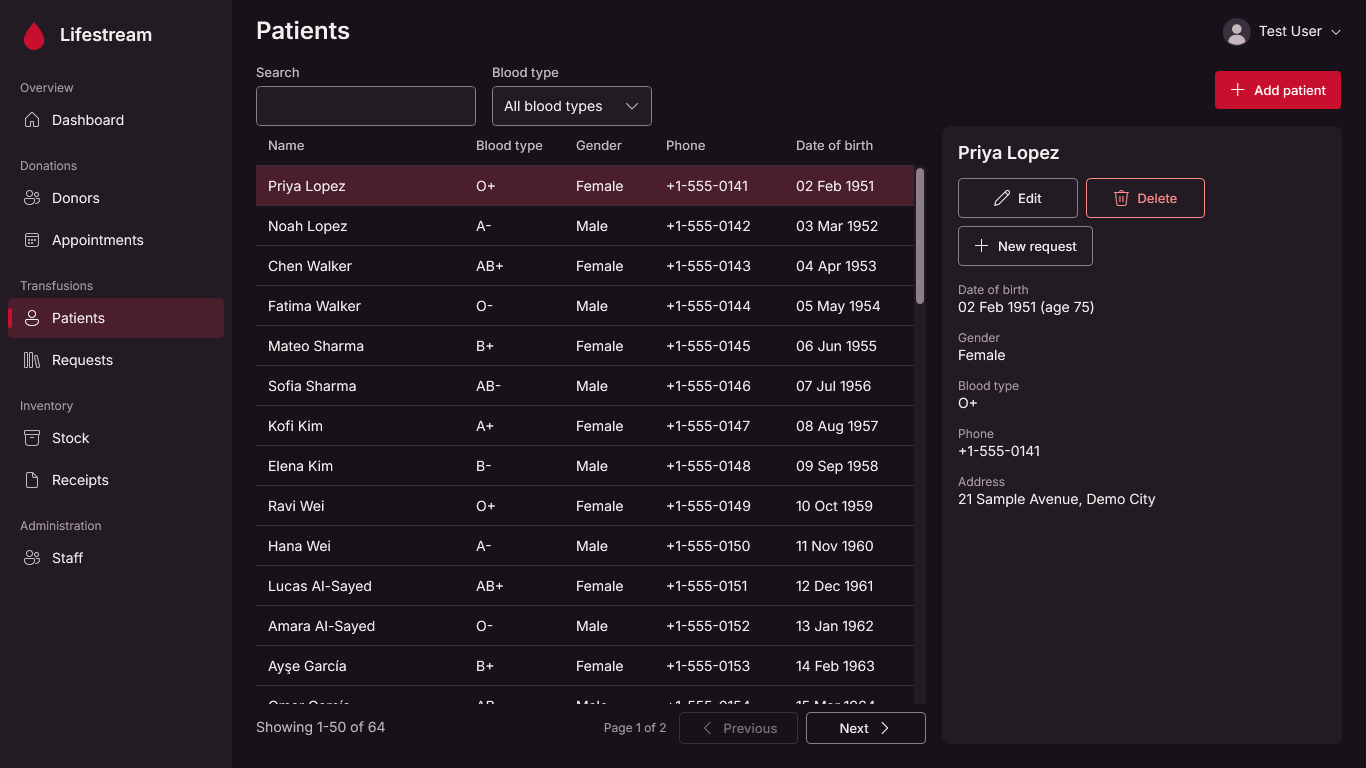 Lifestream
Overview
Dashboard
Donations
Donors
Appointments
Transfusions
Patients
Requests
Inventory
Stock
Receipts
Administration
Staff
Patients
Test User
Search
Blood type
All blood types
Add patient
Name Blood type Gender Phone Date of birth
Priya Lopez O+ Female +1-555-0141 02 Feb 1951
Noah Lopez A- Male +1-555-0142 03 Mar 1952
Chen Walker AB+ Female +1-555-0143 04 Apr 1953
Fatima Walker O- Male +1-555-0144 05 May 1954
Mateo Sharma B+ Female +1-555-0145 06 Jun 1955
Sofia Sharma AB- Male +1-555-0146 07 Jul 1956
Kofi Kim A+ Female +1-555-0147 08 Aug 1957
Elena Kim B- Male +1-555-0148 09 Sep 1958
Ravi Wei O+ Female +1-555-0149 10 Oct 1959
Hana Wei A- Male +1-555-0150 11 Nov 1960
Lucas Al-Sayed AB+ Female +1-555-0151 12 Dec 1961
Amara Al-Sayed O- Male +1-555-0152 13 Jan 1962
Ayşe García B+ Female +1-555-0153 14 Feb 1963
Showing 1-50 of 64
Page 1 of 2
Previous
Next
Priya Lopez
Edit
Delete
New request
Date of birth
02 Feb 1951 (age 75)
Gender
Female
Blood type
O+
Phone
+1-555-0141
Address
21 Sample Avenue, Demo City